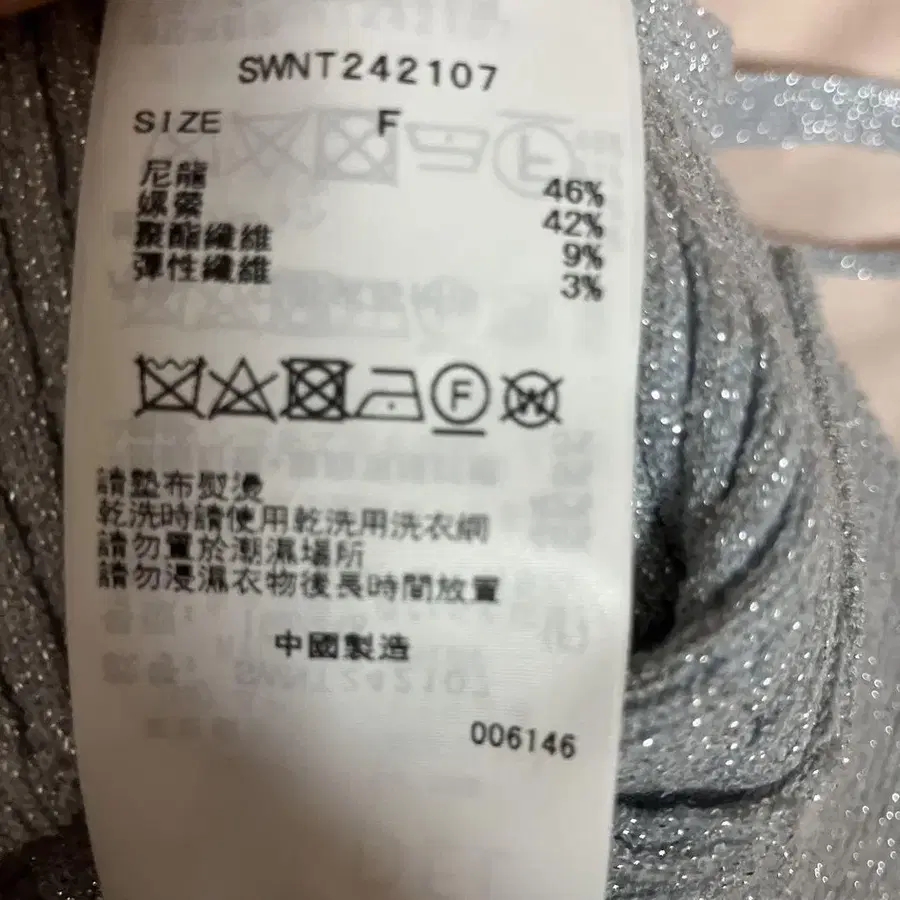 SWNT242107
SIZE F
尼龍 46%
嫘縈 42%
聚酯纖維 9%
彈性纖維 3%
F W
請墊布熨燙
乾洗時請使用乾洗用洗衣網
請勿置於潮濕場所
請勿浸濕衣物後長時間放置
中國製造
006146